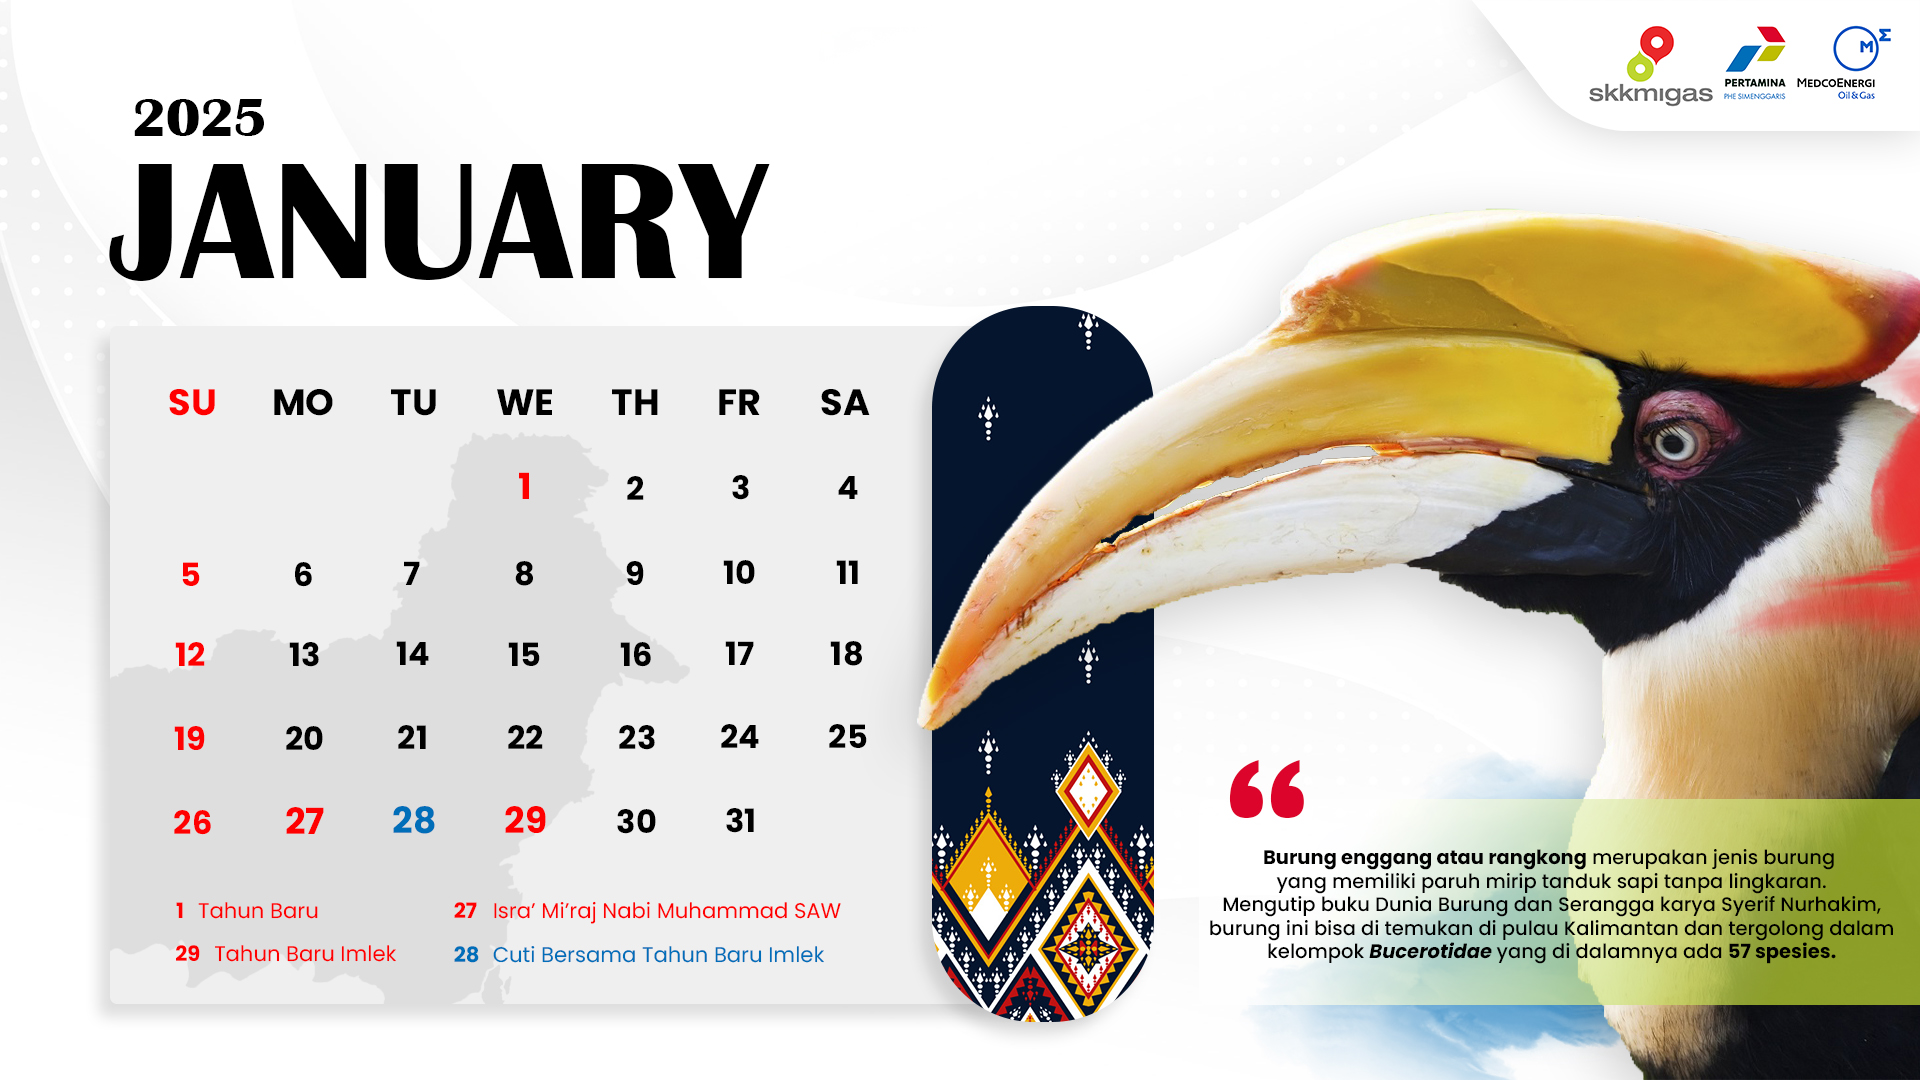 skkmigas
PERTAMINA
PHE SIMENGGARIS
MEDCOENERGI
Oil & Gas
2025
JANUARY
SU MO TU WE TH FR SA
1 2 3 4
5 6 7 8 9 10 11
12 13 14 15 16 17 18
19 20 21 22 23 24 25
26 27 28 29 30 31
1 Tahun Baru
27 Isra’ Mi’raj Nabi Muhammad SAW
29 Tahun Baru Imlek
28 Cuti Bersama Tahun Baru Imlek
“
Burung enggang atau rangkong merupakan jenis burung
yang memiliki paruh mirip tanduk sapi tanpa lingkaran.
Mengutip buku Dunia Burung dan Serangga karya Syerif Nurhakim,
burung ini bisa di temukan di pulau Kalimantan dan tergolong dalam
kelompok Bucerotidae yang di dalamnya ada 57 spesies.